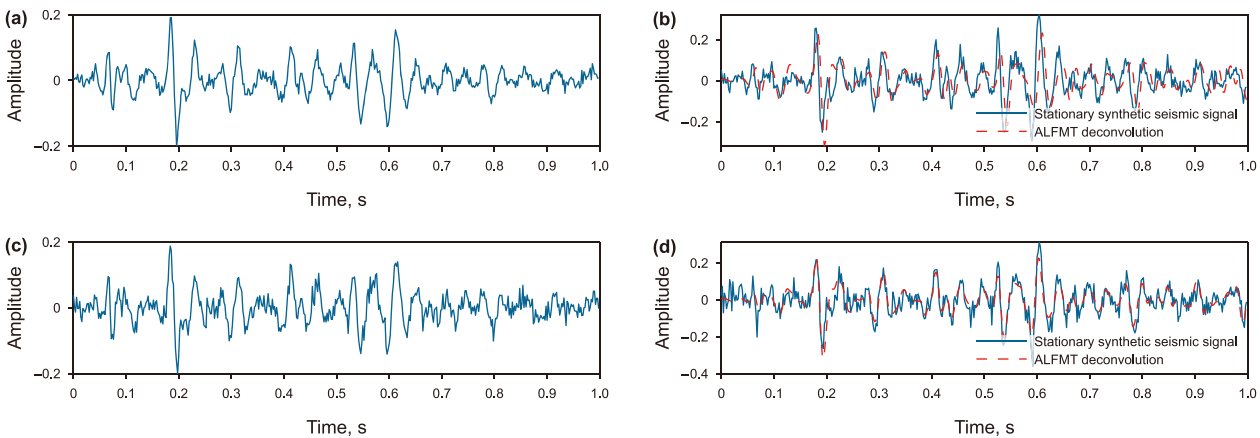 (a)
0.2
0
−0.2
Amplitude
0 0.1 0.2 0.3 0.4 0.5 0.6 0.7 0.8 0.9 1.0
Time, s
(b)
0.2
0
−0.2
Amplitude
Stationary synthetic seismic signal
ALFMT deconvolution
0 0.1 0.2 0.3 0.4 0.5 0.6 0.7 0.8 0.9 1.0
Time, s
(c)
0.2
0
−0.2
Amplitude
0 0.1 0.2 0.3 0.4 0.5 0.6 0.7 0.8 0.9 1.0
Time, s
(d)
0.2
0
−0.2
−0.4
Amplitude
Stationary synthetic seismic signal
ALFMT deconvolution
0 0.1 0.2 0.3 0.4 0.5 0.6 0.7 0.8 0.9 1.0
Time, s